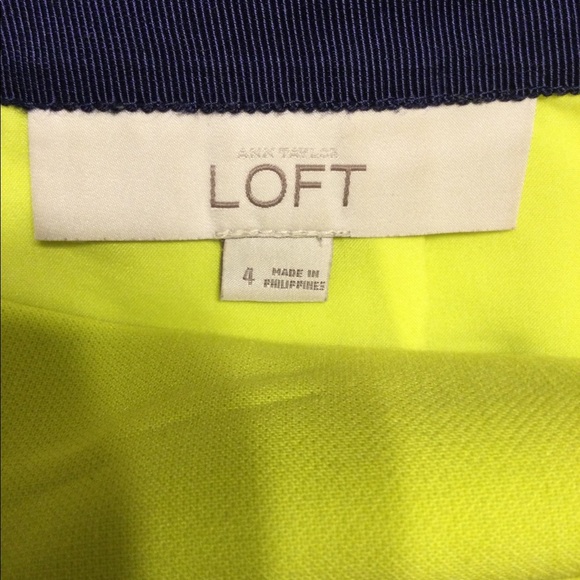 ANN TAYLOR
LOFT
4
MADE IN
PHILIPPINES